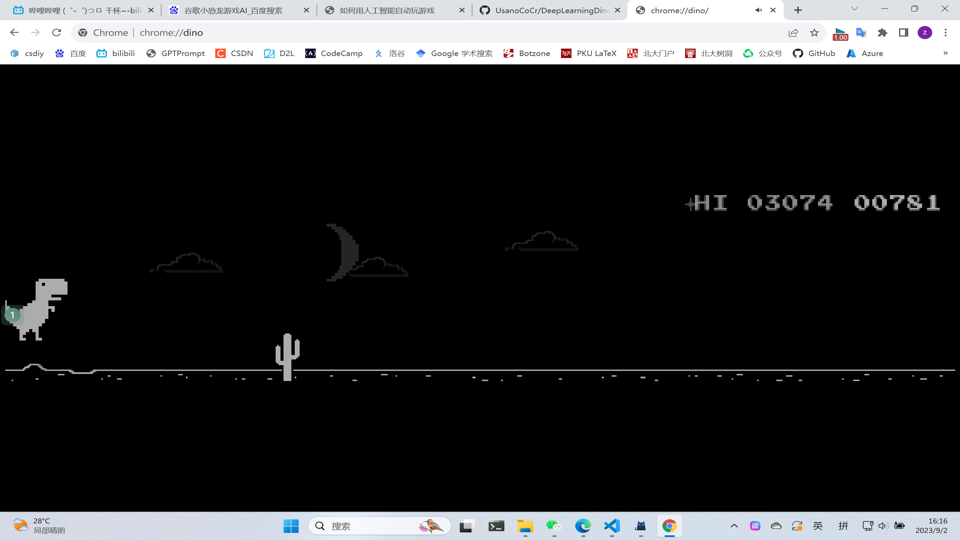 哔哩哔哩 (゜-゜)つロ 干杯~-bili
谷歌小恐龙游戏AI_百度搜索
如何用人工智能自动玩游戏
UsanoCoCr/DeepLearningDin
chrome://dino/
Chrome | chrome://dino
1.00
z
csdiy
百度
bilibili
GPTPrompt
CSDN
D2L
CodeCamp
洛谷
Google 学术搜索
Botzone
PKU LaTeX
北大门户
北大树洞
公众号
GitHub
Azure
»
HI 03074 00781
1
28°C
局部晴朗
搜索
英
拼
16:16
2023/9/2